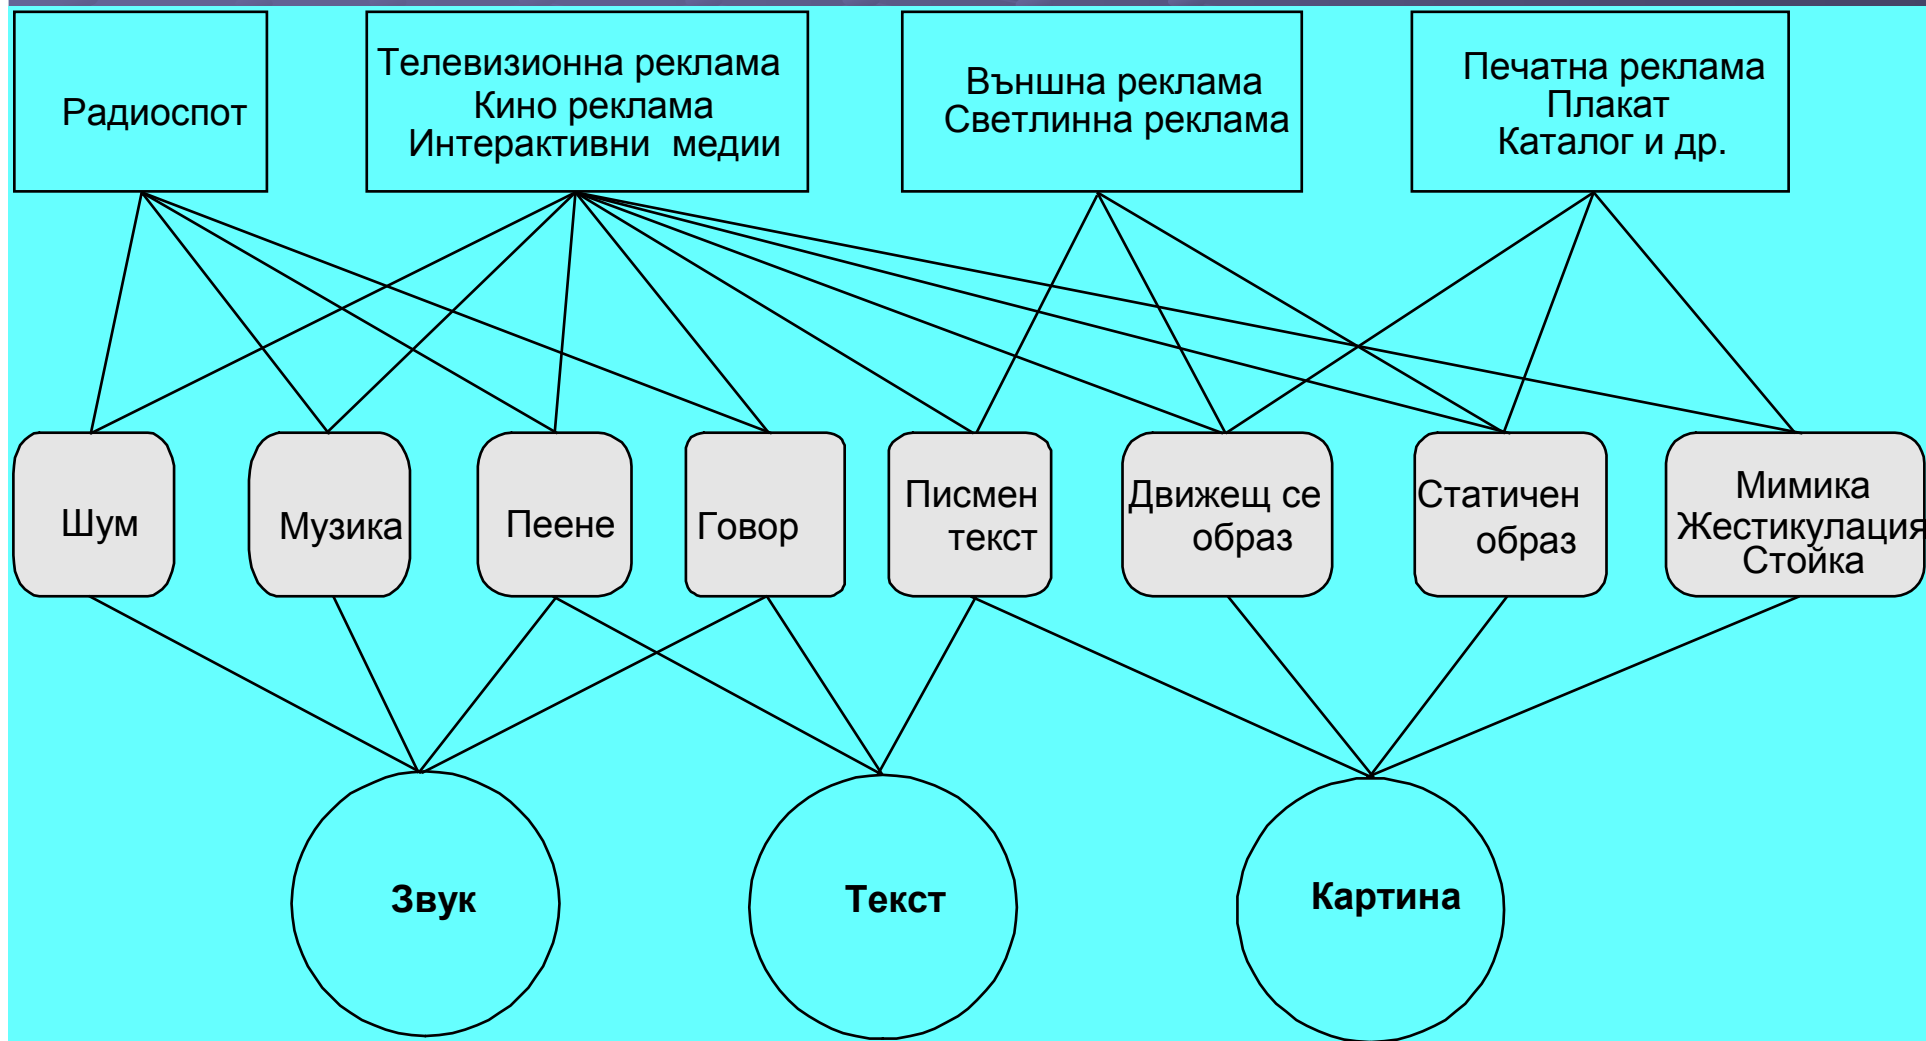 Радиоспот
Телевизионна реклама
Кино реклама
Интерактивни медии
Външна реклама
Светлинна реклама
Печатна реклама
Плакат
Каталог и др.
Шум
Музика
Пеене
Говор
Писмен
текст
Движещ се
образ
Статичен
образ
Мимика
Жестикулация
Стойка
Звук
Текст
Картина